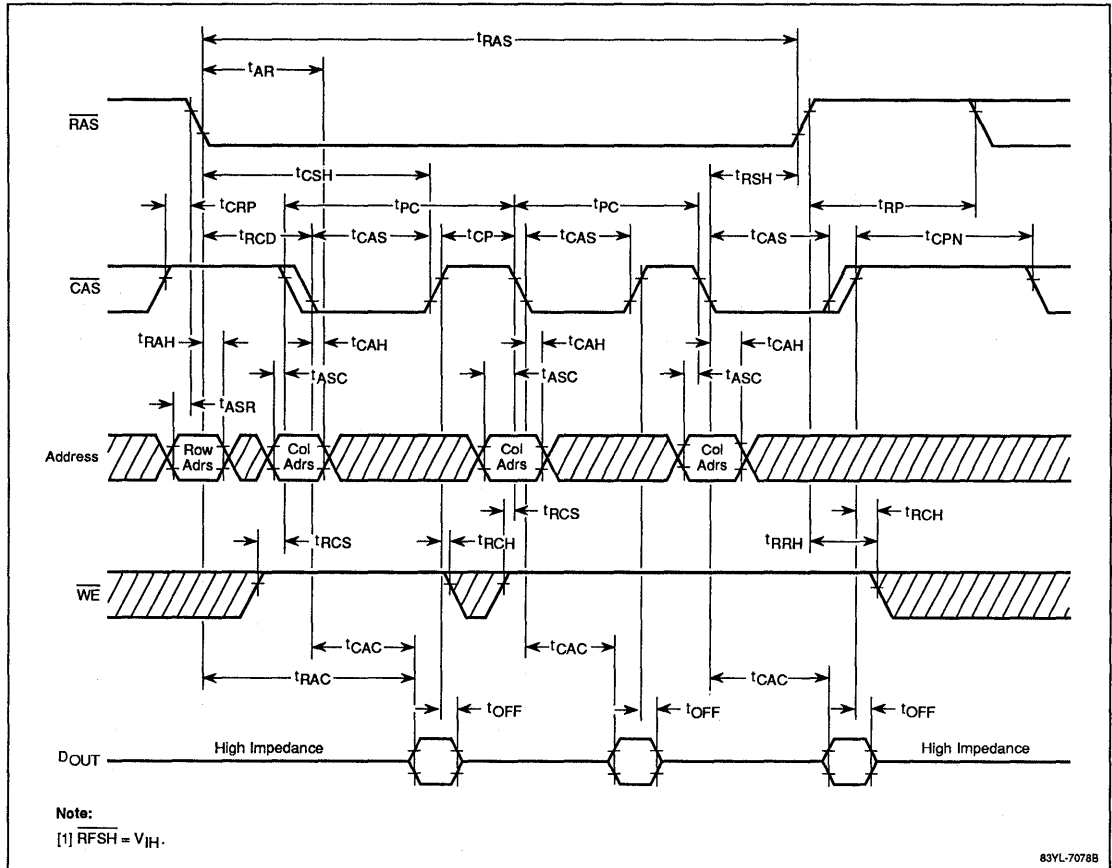 tRAS
tAR
RAS
tCSH
tRSH
tCRP
tPC
tPC
tRP
tRCD
tCAS
tCP
tCAS
tCAS
tCPN
CAS
tRAH
tCAH
tCAH
tCAH
tASC
tASC
tASC
tASR
Address
Row Adrs
Col Adrs
Col Adrs
Col Adrs
tRCS
tRCH
tRCS
tRCH
tRRH
WE
tCAC
tCAC
tRAC
tCAC
tOFF
tOFF
tOFF
DOUT
High Impedance
High Impedance
Note:
[1] RFSH = VIH.
83YL-7078B